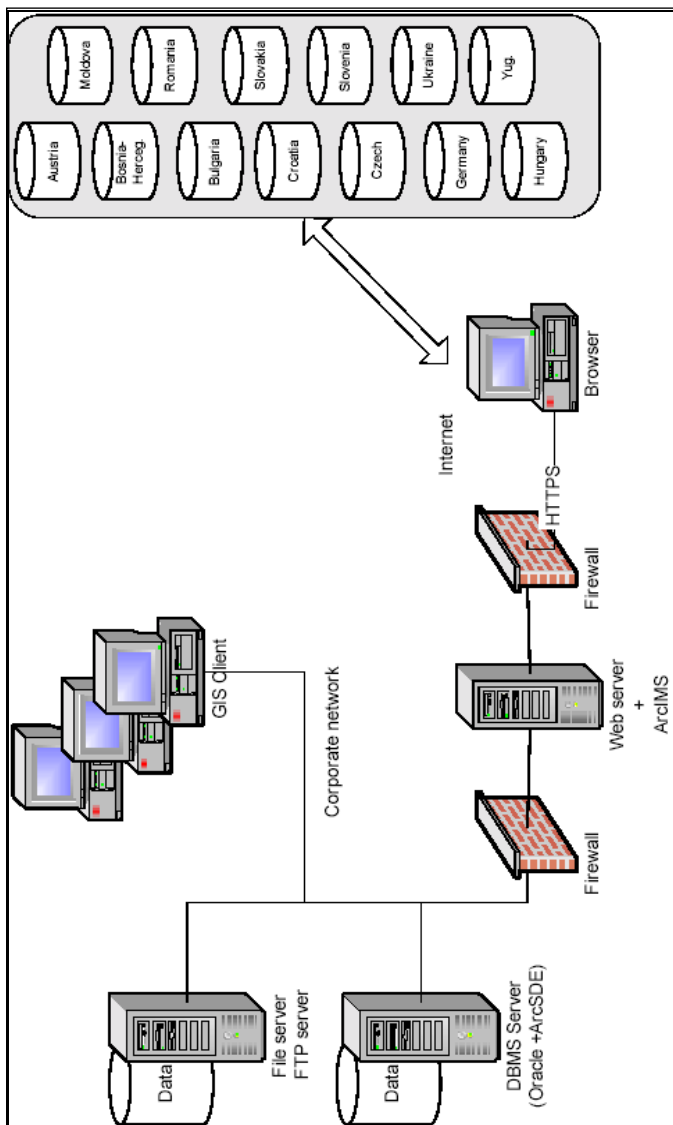 Data
File server
FTP server
Data
DBMS Server
(Oracle +ArcSDE)
GIS Client
Corporate network
Firewall
Web server
+
ArcIMS
Firewall
HTTPS
Internet
Browser
Austria
Bosnia-
Herceg.
Bulgaria
Croatia
Czech
Germany
Hungary
Moldova
Romania
Slovakia
Slovenia
Ukraine
Yug.